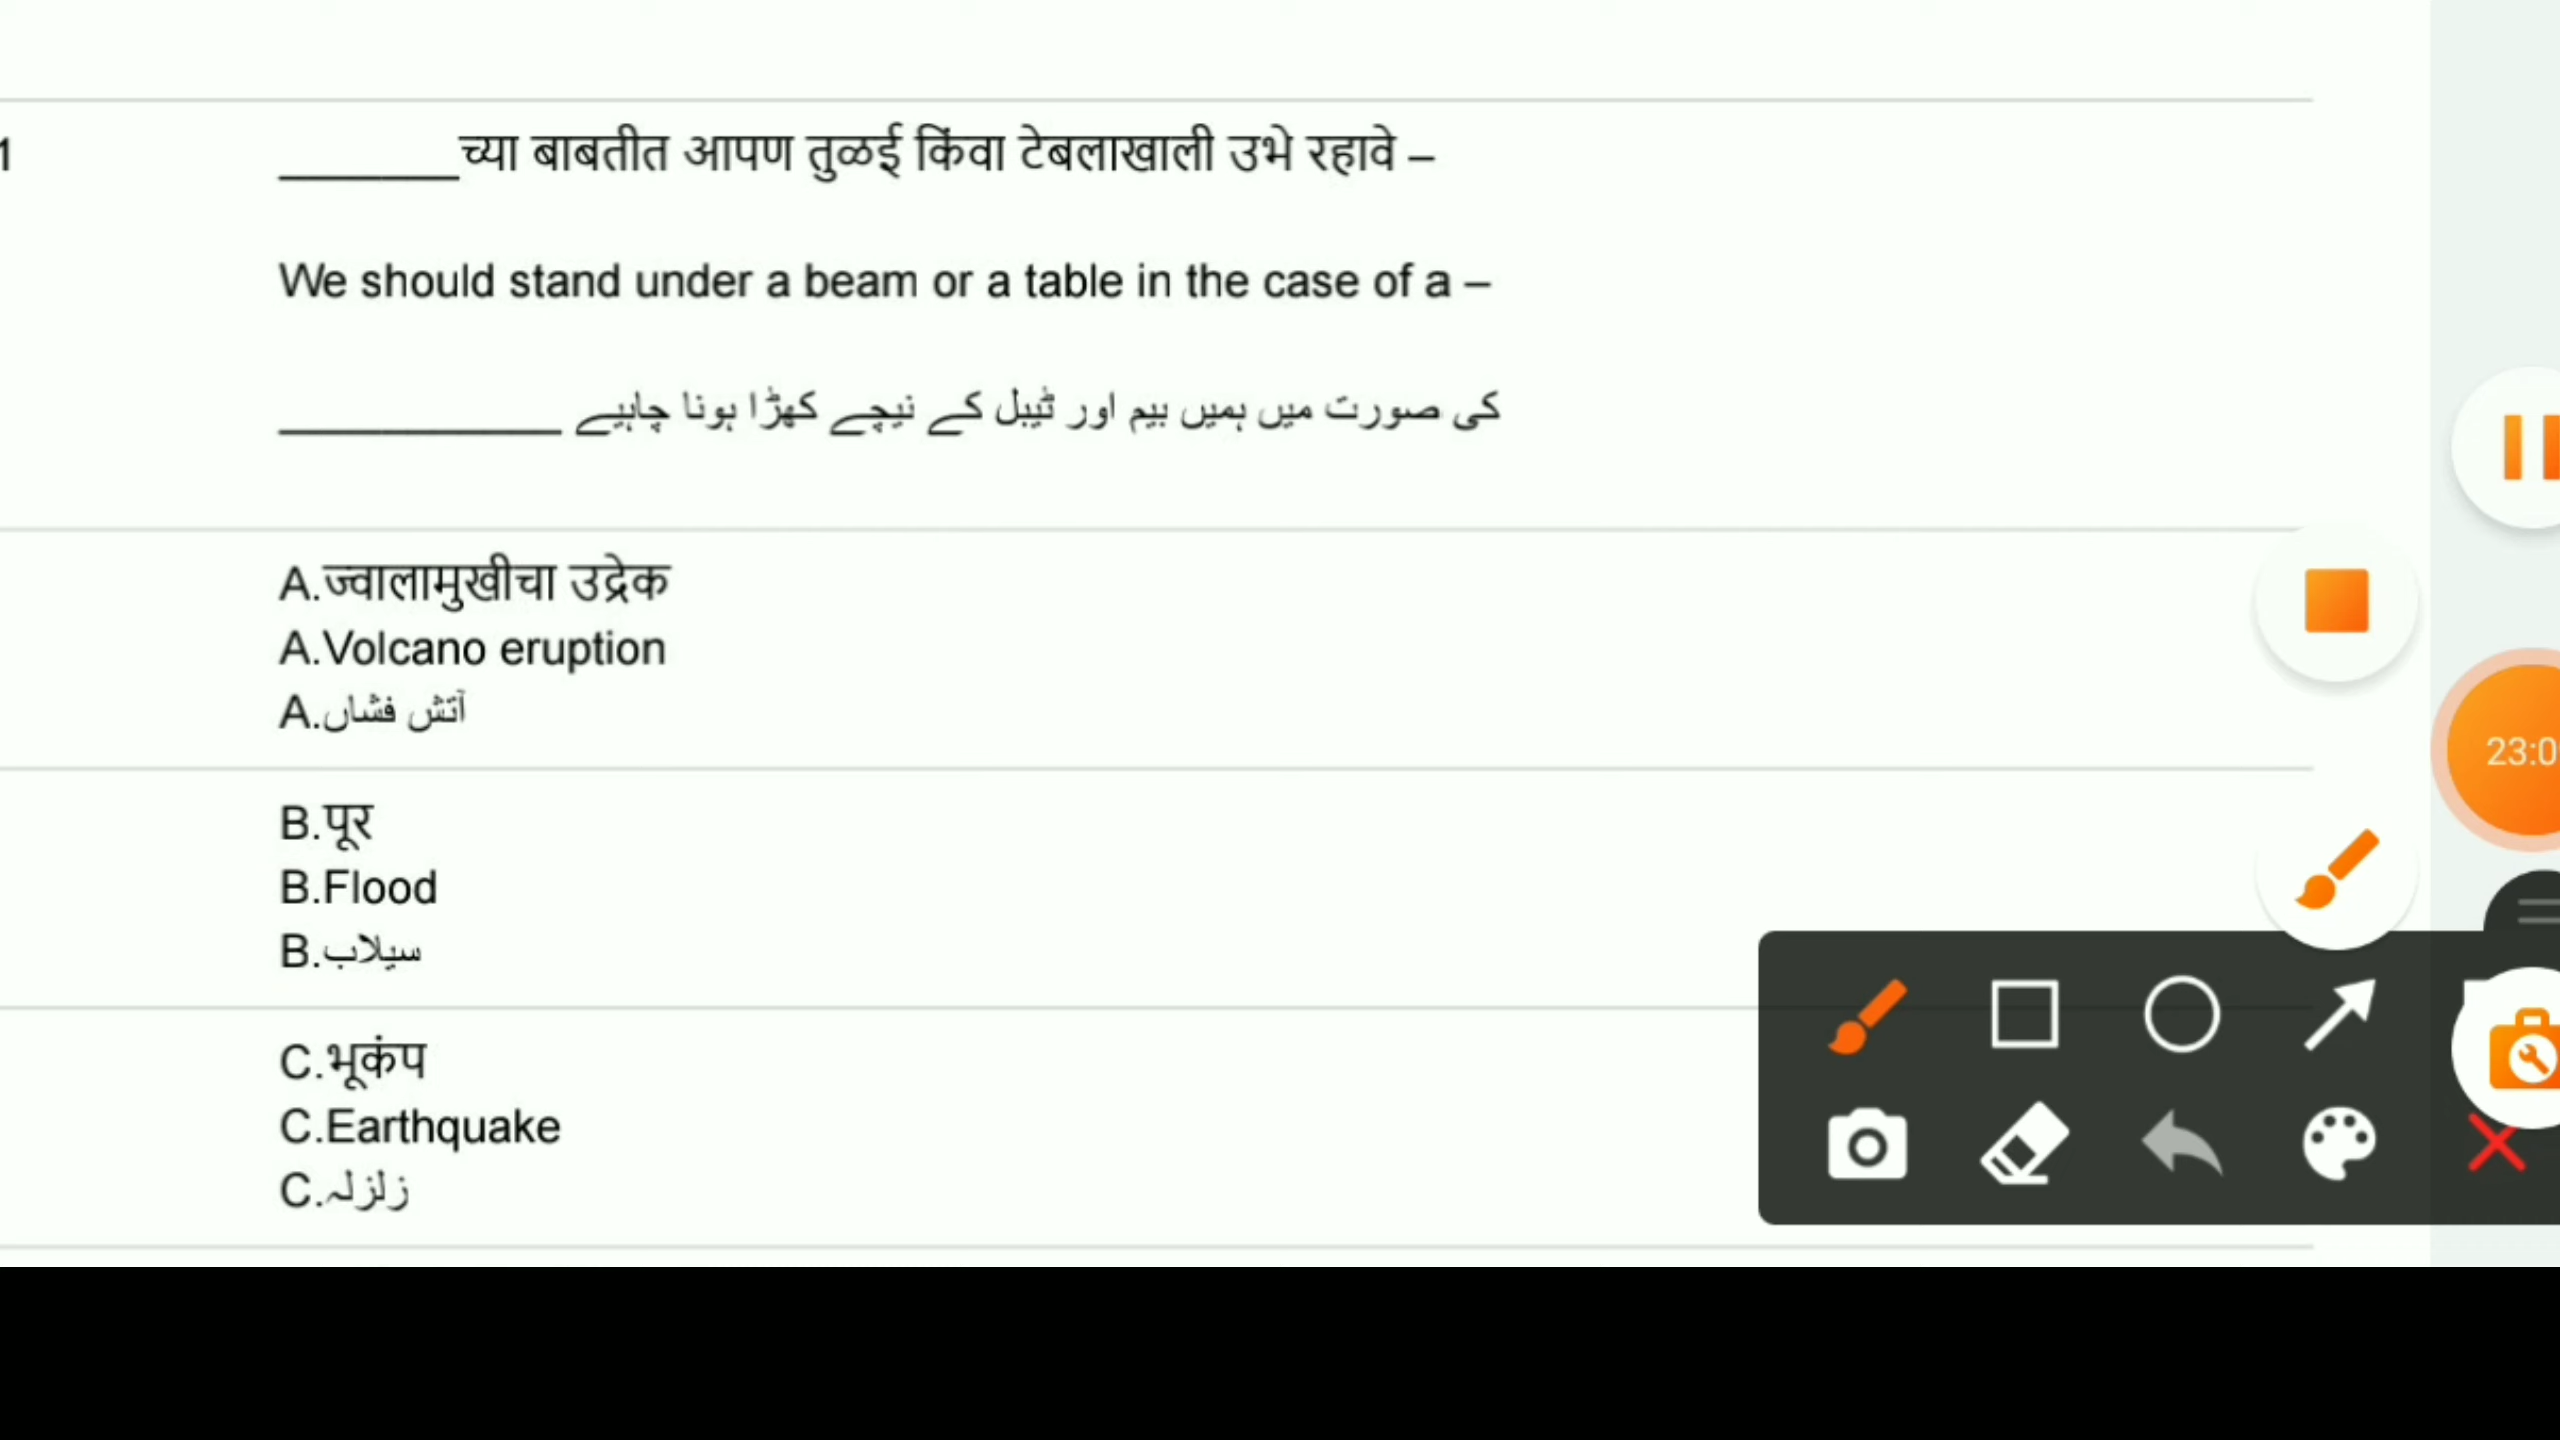 1
______च्या बाबतीत आपण तुळई किंवा टेबलाखाली उभे रहावे –
We should stand under a beam or a table in the case of a –
کی صورت میں ہمیں بیم اور ٹیبل کے نیچے کھڑا ہونا چاہیے __________
A.ज्वालामुखीचा उद्रेक
A.Volcano eruption
A.آتش فشاں
B.पूर
B.Flood
B.سیلاب
C.भूकंप
C.Earthquake
C.زلزلہ
23:0